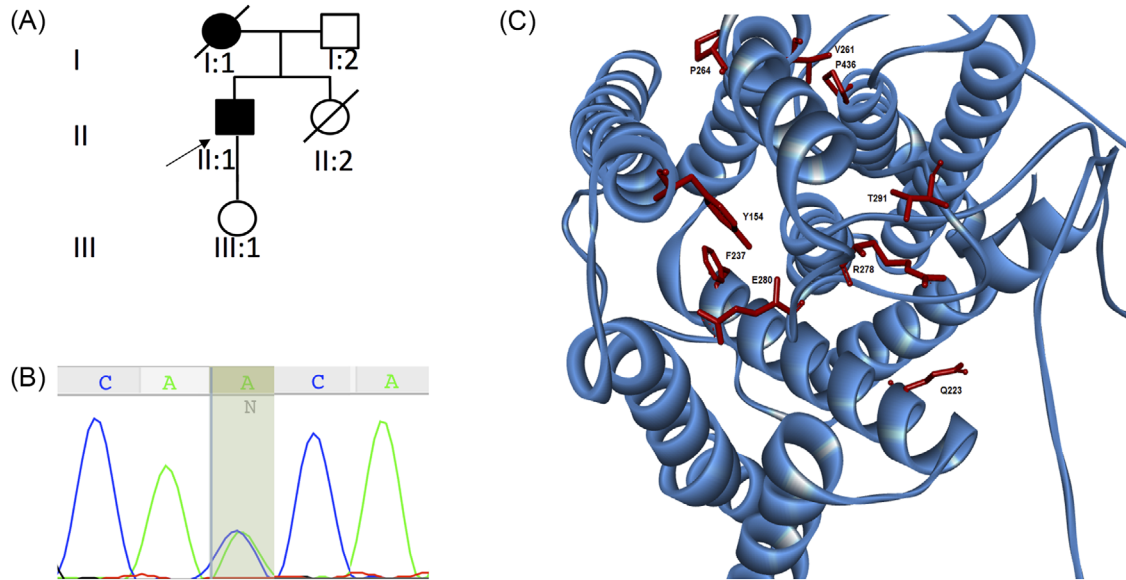 (A)
I
I:1
I:2
II
II:1
II:2
III
III:1
(B)
C A A C A
N
(C)
P264
V261
P436
Y154
T291
F237
E280
R278
Q223